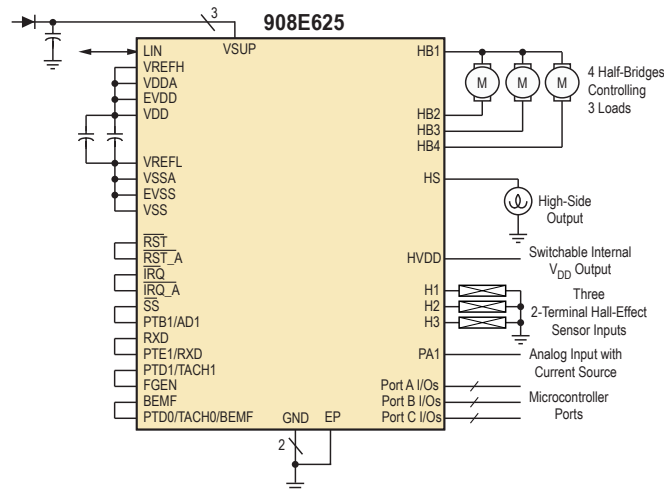 908E625
3
VSUP
LIN
VREFH
VDDA
EVDD
VDD
VREFL
VSSA
EVSS
VSS
RST
RST_A
IRQ
IRQ_A
SS
PTB1/AD1
RXD
PTE1/RXD
PTD1/TACH1
FGEN
BEMF
PTD0/TACH0/BEMF
GND
EP
2
HB1
HB2
HB3
HB4
HS
HVDD
H1
H2
H3
PA1
Port A I/Os
Port B I/Os
Port C I/Os
M
M
M
4 Half-Bridges
Controlling
3 Loads
High-Side
Output
Switchable Internal
VDD Output
Three
2-Terminal Hall-Effect
Sensor Inputs
Analog Input with
Current Source
Microcontroller
Ports